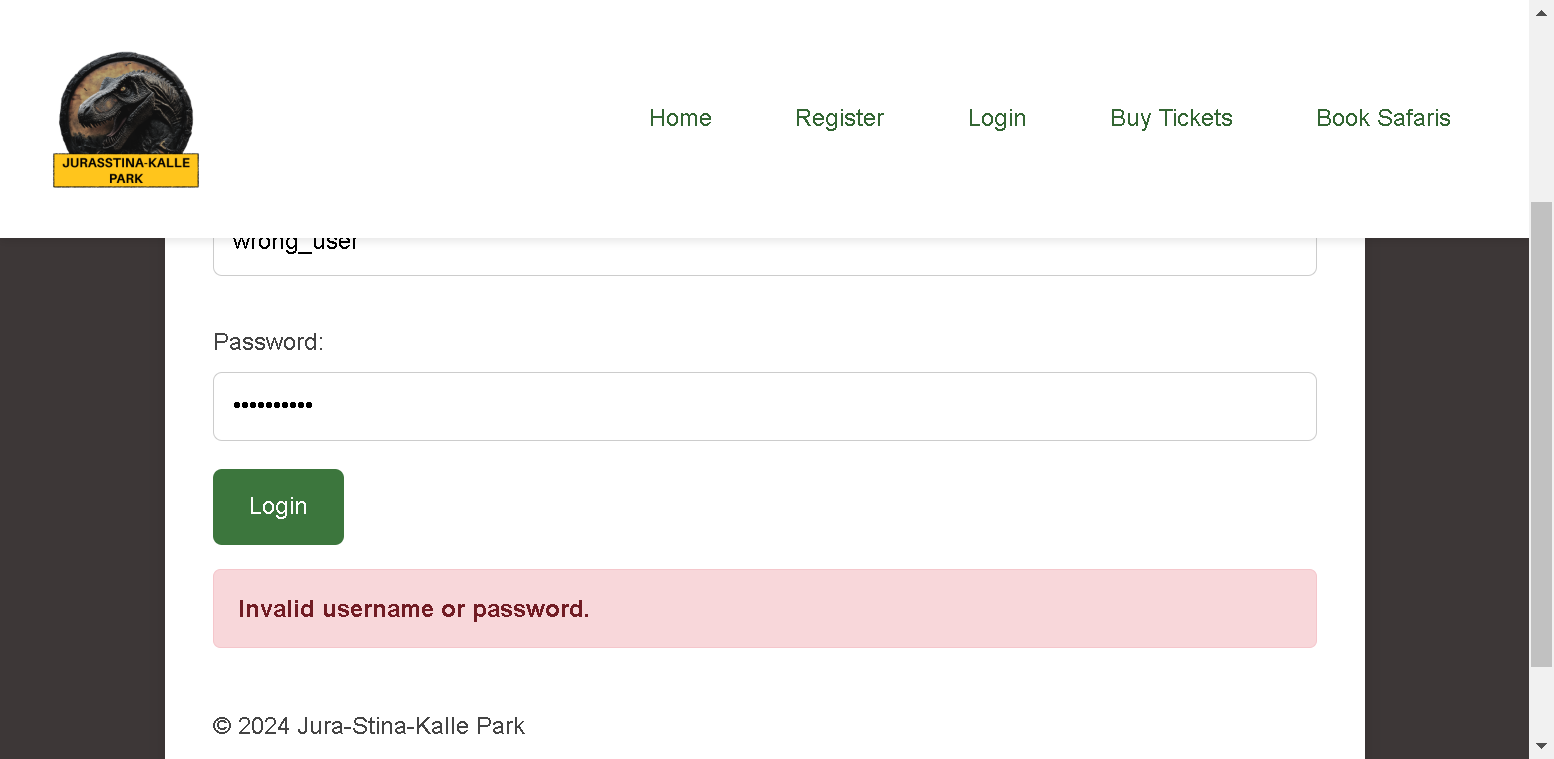 JURASSTINA-KALLE
PARK
Home Register Login Buy Tickets Book Safaris
wrong_user
Password:
••••••••••
Login
Invalid username or password.
© 2024 Jura-Stina-Kalle Park